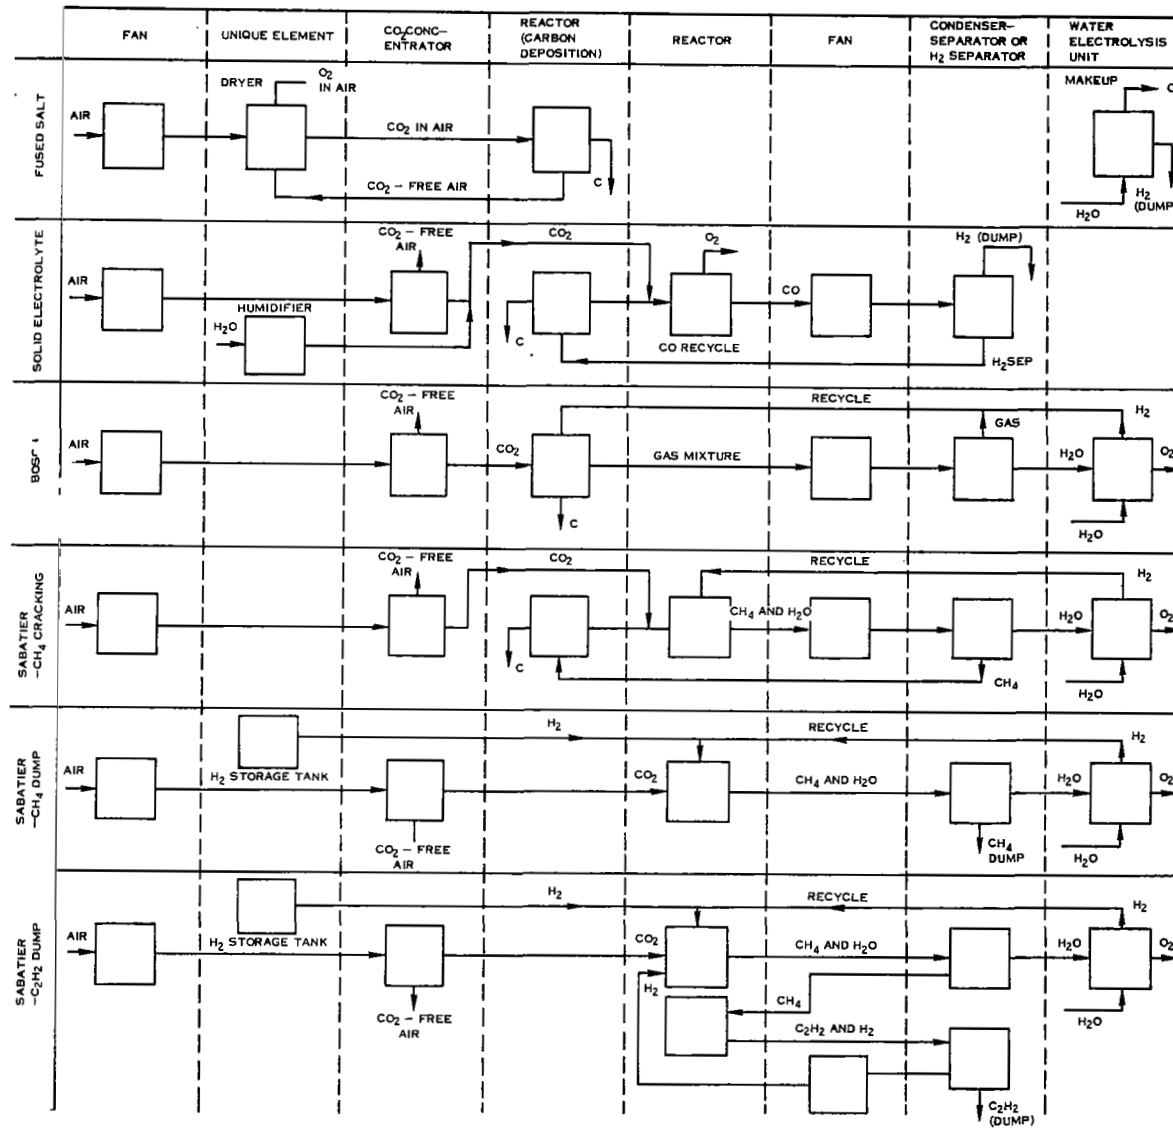 FAN
UNIQUE ELEMENT
CO2CONC-
ENTRATOR
REACTOR
(CARBON
DEPOSITION)
REACTOR
FAN
CONDENSER-
SEPARATOR OR
H2 SEPARATOR
WATER
ELECTROLYSIS
UNIT
FUSED SALT
AIR
DRYER
O2
IN AIR
CO2 IN AIR
CO2 – FREE AIR
C
MAKEUP
H2O
H2
(DUMP)
SOLID ELECTROLYTE
AIR
H2O
HUMIDIFIER
CO2 – FREE
AIR
CO2
C
O2
CO RECYCLE
CO
H2 (DUMP)
H2SEP
AIR
CO2 – FREE
AIR
CO2
C
GAS MIXTURE
RECYCLE
GAS
H2O
H2
O2
H2O
SABATIER
–CH4 CRACKING
AIR
CO2 – FREE
AIR
CO2
C
RECYCLE
CH4 AND H2O
CH4
H2O
H2
O2
H2O
SABATIER
–CH4 DUMP
AIR
H2 STORAGE TANK
H2
CO2 – FREE
AIR
CO2
RECYCLE
CH4 AND H2O
CH4
DUMP
H2O
H2
O2
H2O
SABATIER
–C2H2 DUMP
AIR
H2 STORAGE TANK
H2
CO2 – FREE
AIR
CO2
H2
RECYCLE
CH4 AND H2O
CH4
C2H2 AND H2
C2H2
(DUMP)
H2O
H2
O2
H2O